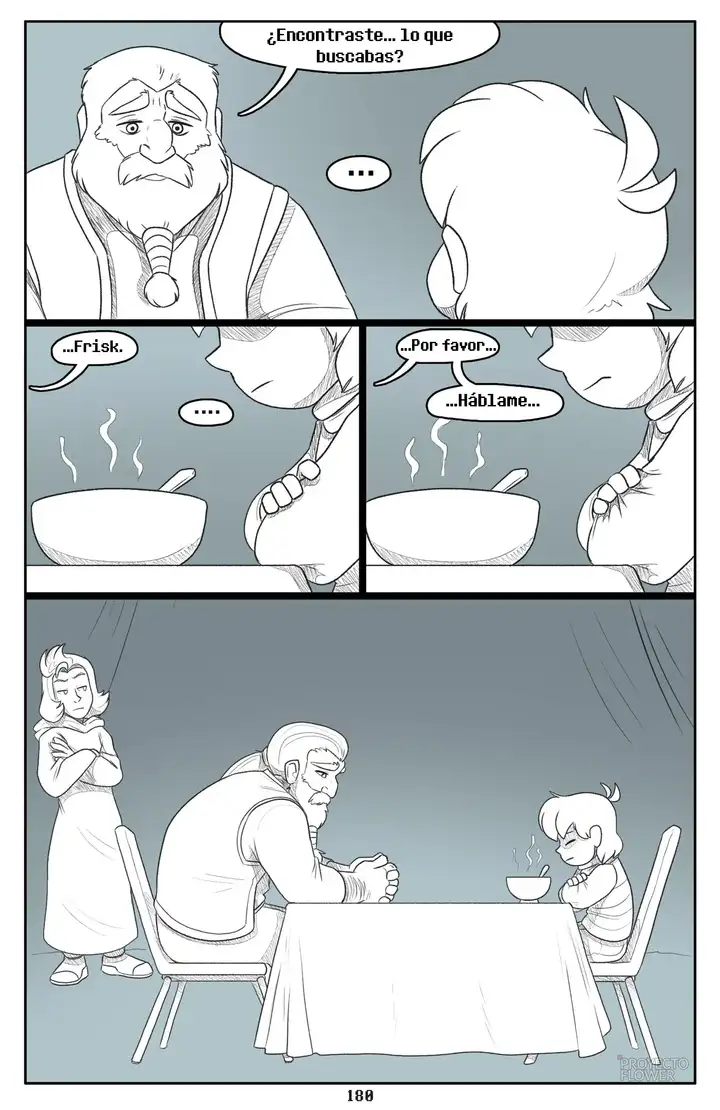 ¿Encontraste... lo que
buscabas?
...
...Frisk.
....
...Por favor...
...Háblame...
PROYECTO
FLOWER
180